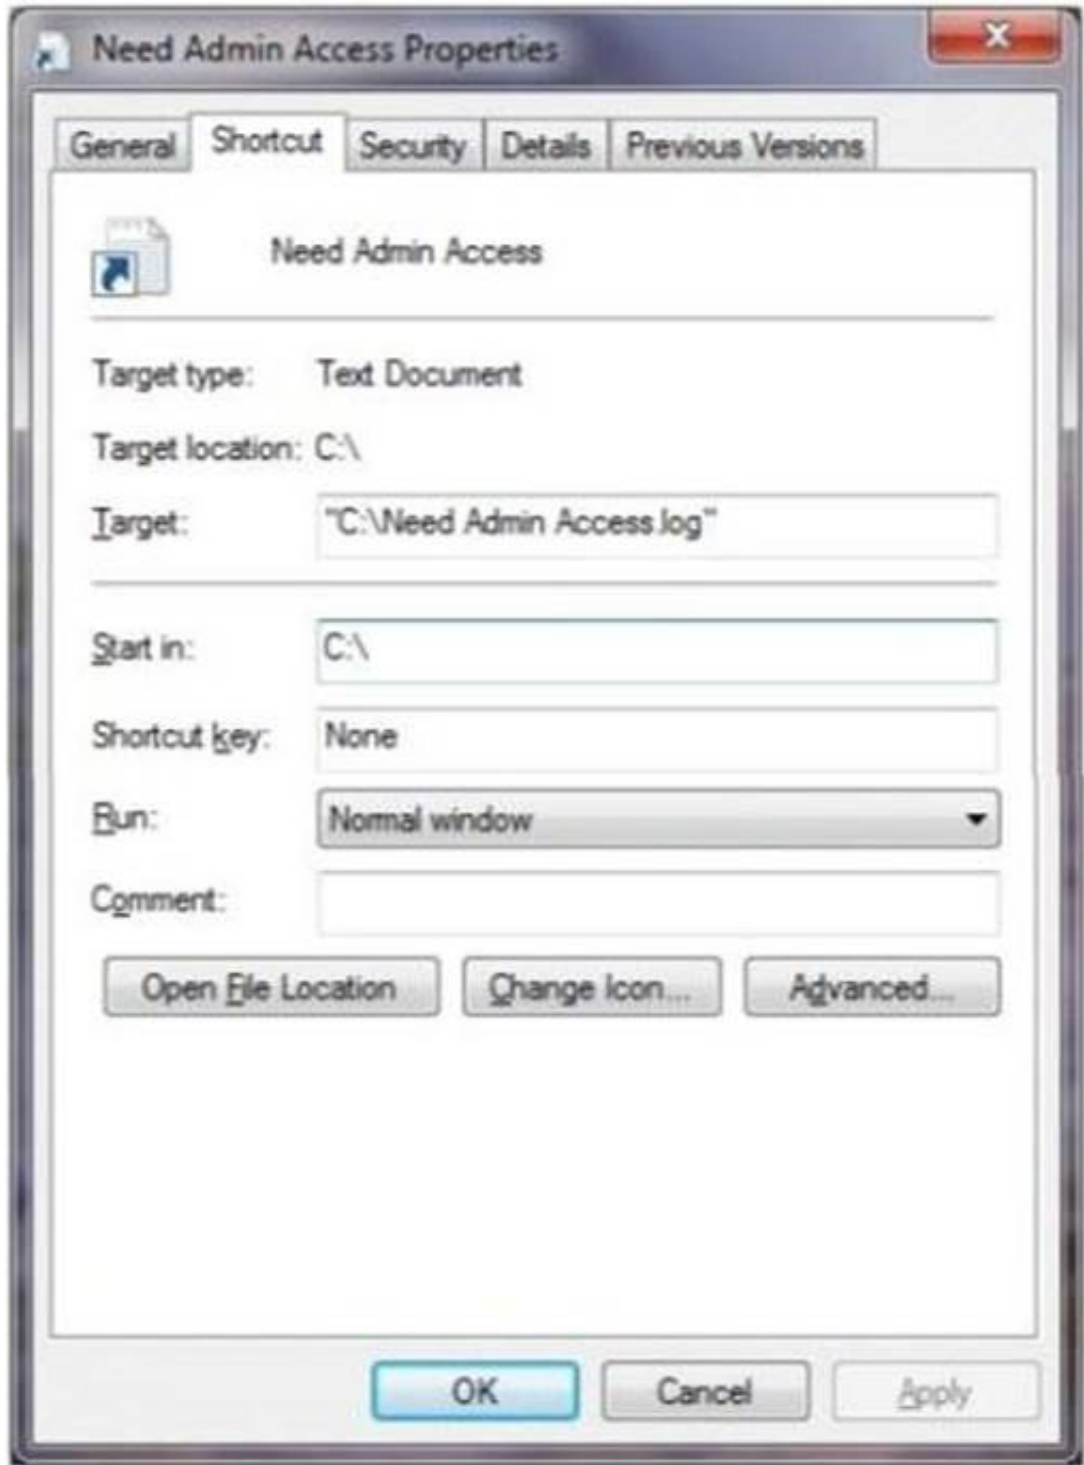 Need Admin Access Properties
General Shortcut Security Details Previous Versions
Need Admin Access
Target type: Text Document
Target location: C:\
Target: "C:\Need Admin Access.log"
Start in: C:\
Shortcut key: None
Run: Normal window
Comment:
Open File Location Change Icon... Advanced...
OK Cancel Apply